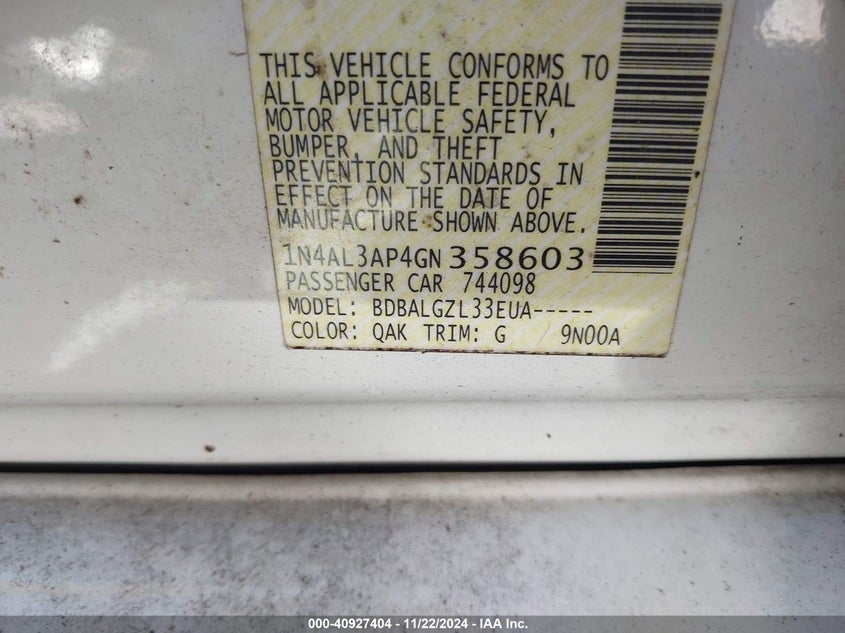 THIS VEHICLE CONFORMS TO
ALL APPLICABLE FEDERAL
MOTOR VEHICLE SAFETY,
BUMPER, AND THEFT
PREVENTION STANDARDS IN
EFFECT ON THE DATE OF
MANUFACTURE SHOWN ABOVE.
1N4AL3AP4GN358603
PASSENGER CAR 744098
MODEL: BDBALGZL33EUA-----
COLOR: QAK TRIM: G 9N00A
000-40927404 - 11/22/2024 - IAA Inc.